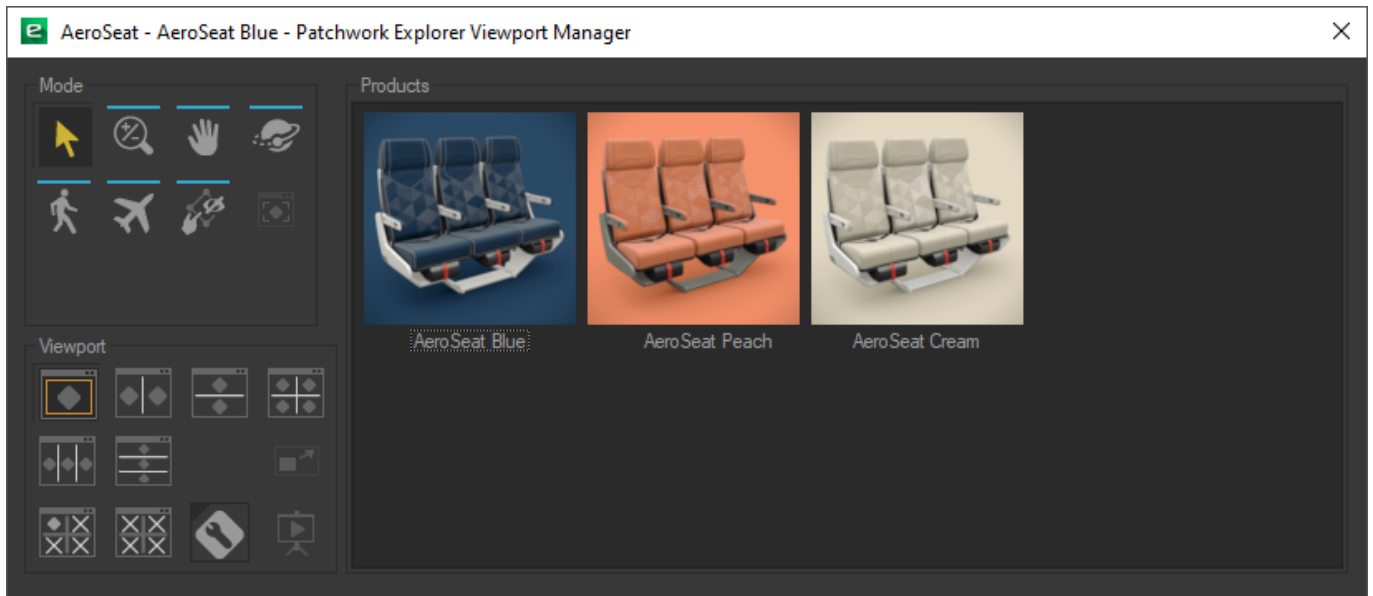 e AeroSeat - AeroSeat Blue - Patchwork Explorer Viewport Manager
Mode
Products
AeroSeat Blue
AeroSeat Peach
AeroSeat Cream
Viewport